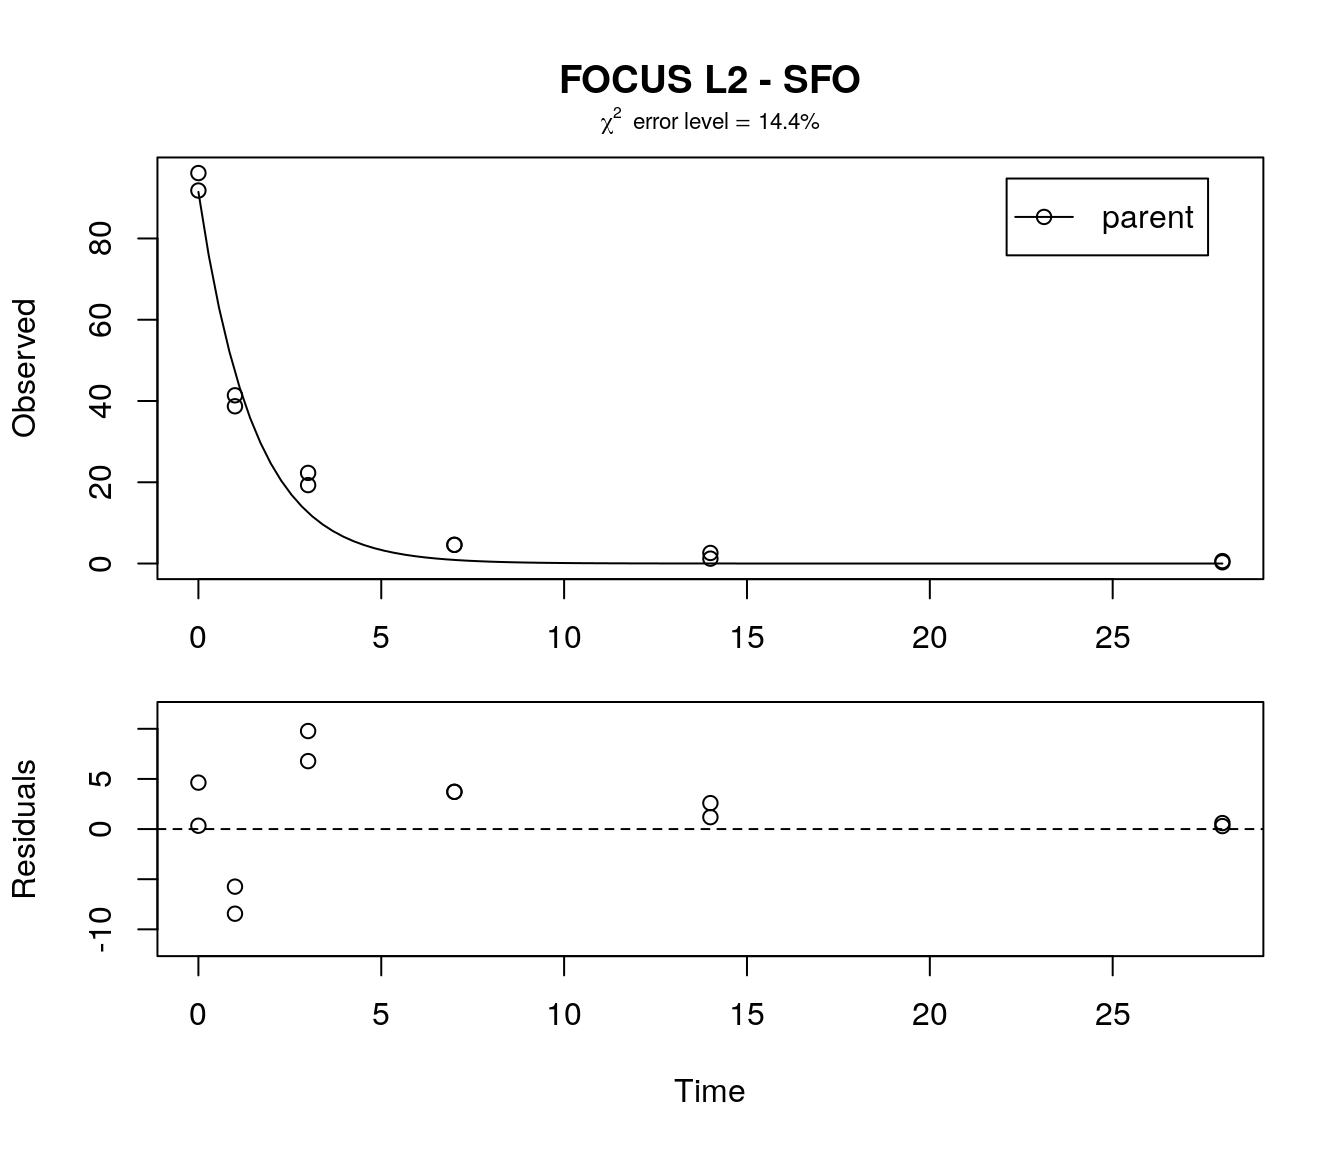 FOCUS L2 - SFO
χ² error level = 14.4%
parent
Observed
80
60
40
20
0
0 5 10 15 20 25
Residuals
5
0
-10
0 5 10 15 20 25
Time